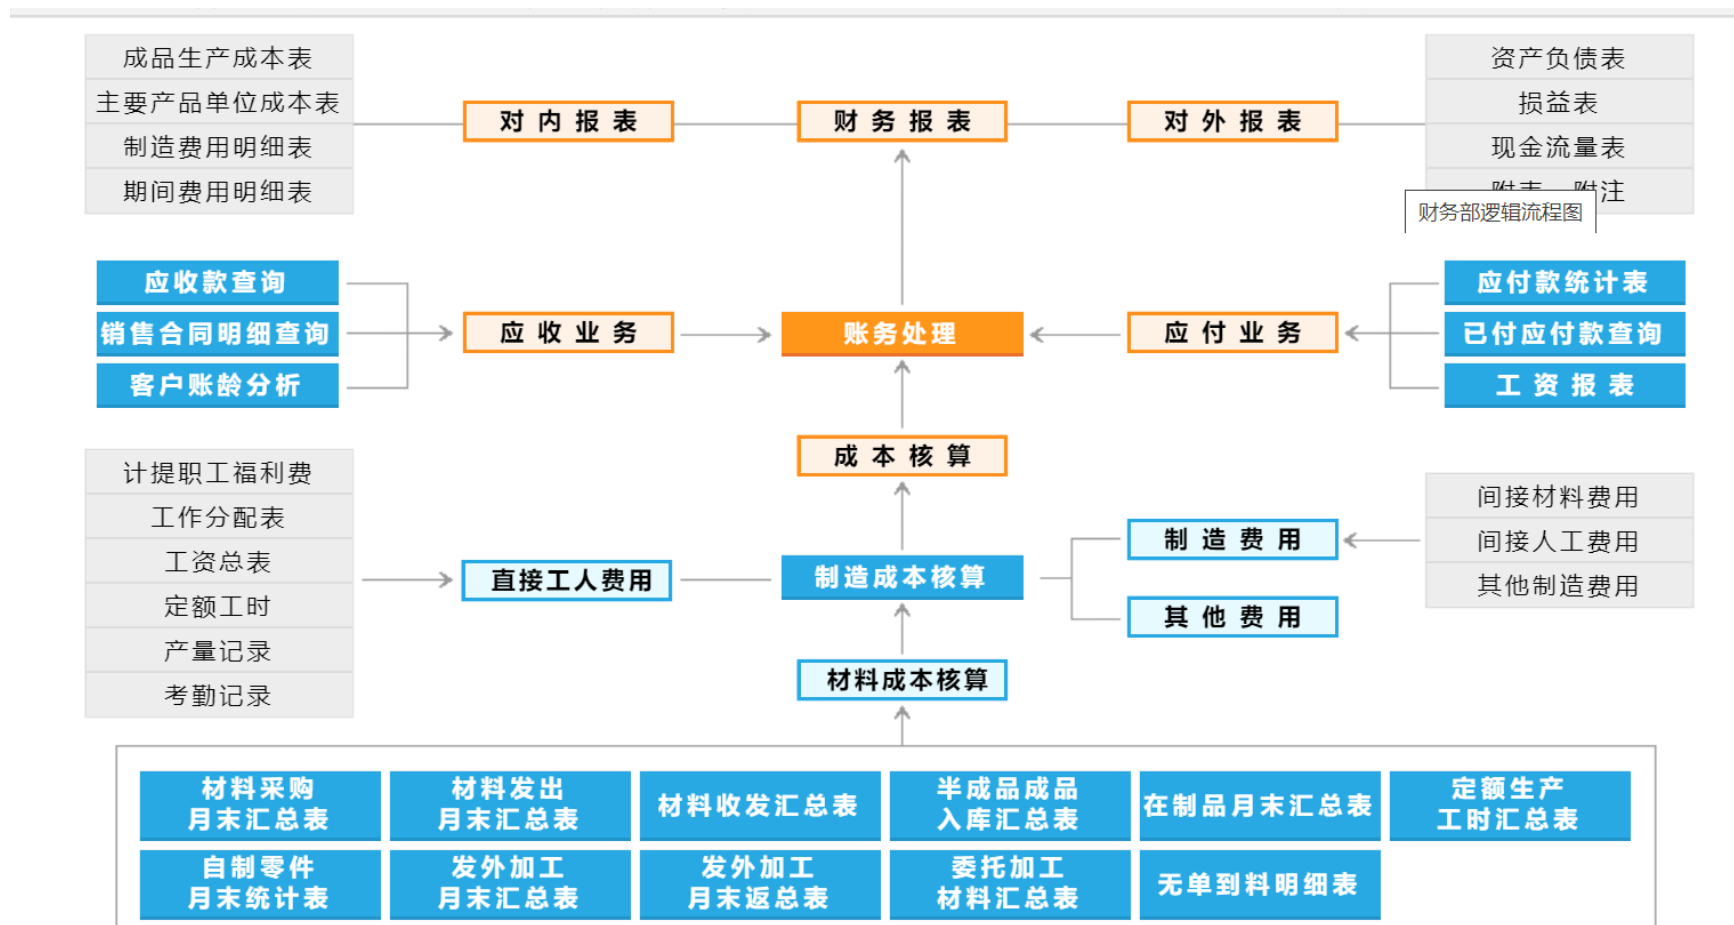 成品生产成本表
主要产品单位成本表
制造费用明细表
期间费用明细表
对内报表
财务报表
对外报表
资产负债表
损益表
现金流量表
附表 附注
财务部逻辑流程图
应收款查询
销售合同明细查询
客户账龄分析
应收业务
账务处理
应付业务
应付款统计表
已付应付款查询
工资报表
成本核算
计提职工福利费
工作分配表
工资总表
定额工时
产量记录
考勤记录
直接工人费用
制造成本核算
制造费用
其他费用
间接材料费用
间接人工费用
其他制造费用
材料成本核算
材料采购
月末汇总表
材料发出
月末汇总表
材料收发汇总表
半成品成品
入库汇总表
在制品月末汇总表
定额生产
工时汇总表
自制零件
月末统计表
发外加工
月末汇总表
发外加工
月末返总表
委托加工
材料汇总表
无单到料明细表